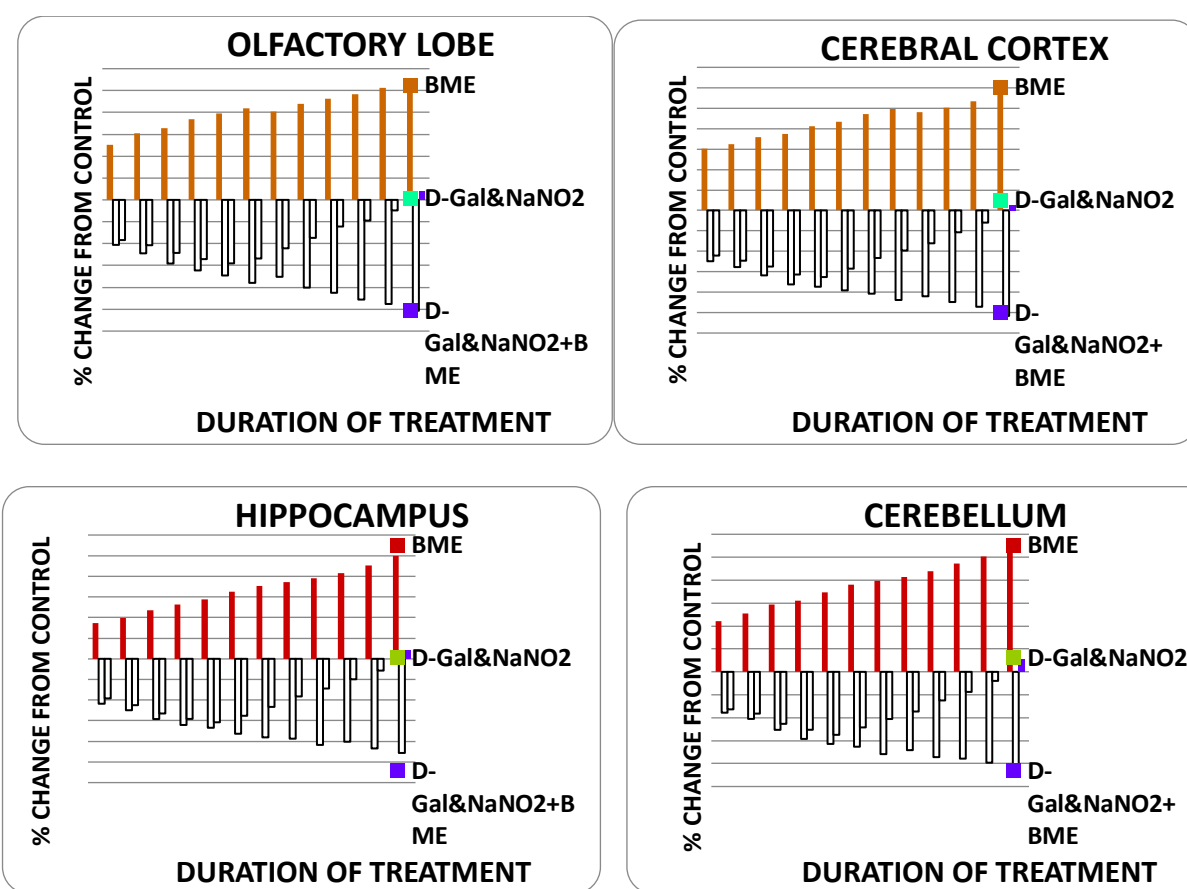 OLFACTORY LOBE
% CHANGE FROM CONTROL
BME
D-Gal&NaNO2
D-
Gal&NaNO2+B
ME
DURATION OF TREATMENT
CEREBRAL CORTEX
% CHANGE FROM CONTROL
BME
D-Gal&NaNO2
D-
Gal&NaNO2+
BME
DURATION OF TREATMENT
HIPPOCAMPUS
% CHANGE FROM CONTROL
BME
D-Gal&NaNO2
D-
Gal&NaNO2+B
ME
DURATION OF TREATMENT
CEREBELLUM
% CHANGE FROM CONTROL
BME
D-Gal&NaNO2
D-
Gal&NaNO2+
BME
DURATION OF TREATMENT